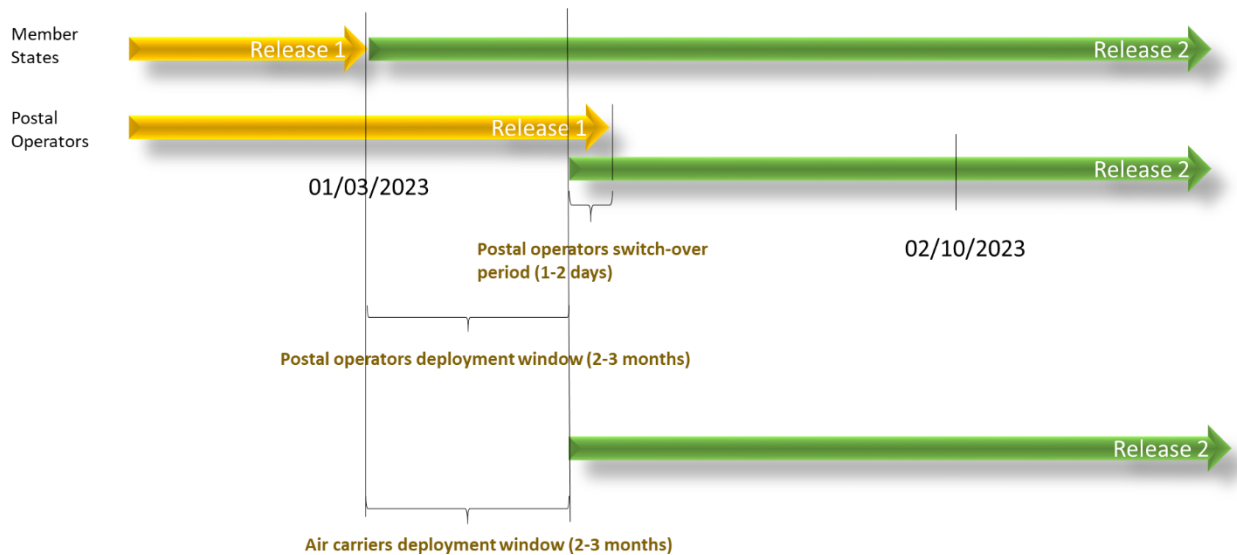 Member
States
Release 1
Release 2
Postal
Operators
Release 1
Release 2
01/03/2023
02/10/2023
Postal operators switch-over
period (1-2 days)
Postal operators deployment window (2-3 months)
Release 2
Air carriers deployment window (2-3 months)